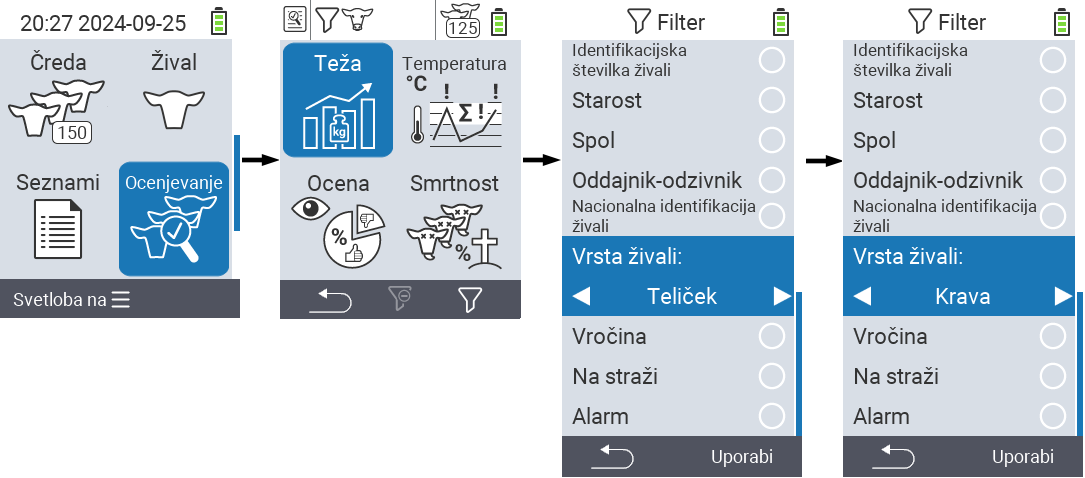 20:27 2024-09-25
Čreda
Žival
150
Seznami
Ocenjevanje
Svetloba na
125
Teža
kg
Temperatura
°C
! !
Σ !
Ocena
%
Smrtnost
%
Filter
Identifikacijska
številka živali
Starost
Spol
Oddajnik-odzivnik
Nacionalna identifikacija
živali
Vrsta živali:
Teliček
Vročina
Na straži
Alarm
Uporabi
Filter
Identifikacijska
številka živali
Starost
Spol
Oddajnik-odzivnik
Nacionalna identifikacija
živali
Vrsta živali:
Krava
Vročina
Na straži
Alarm
Uporabi